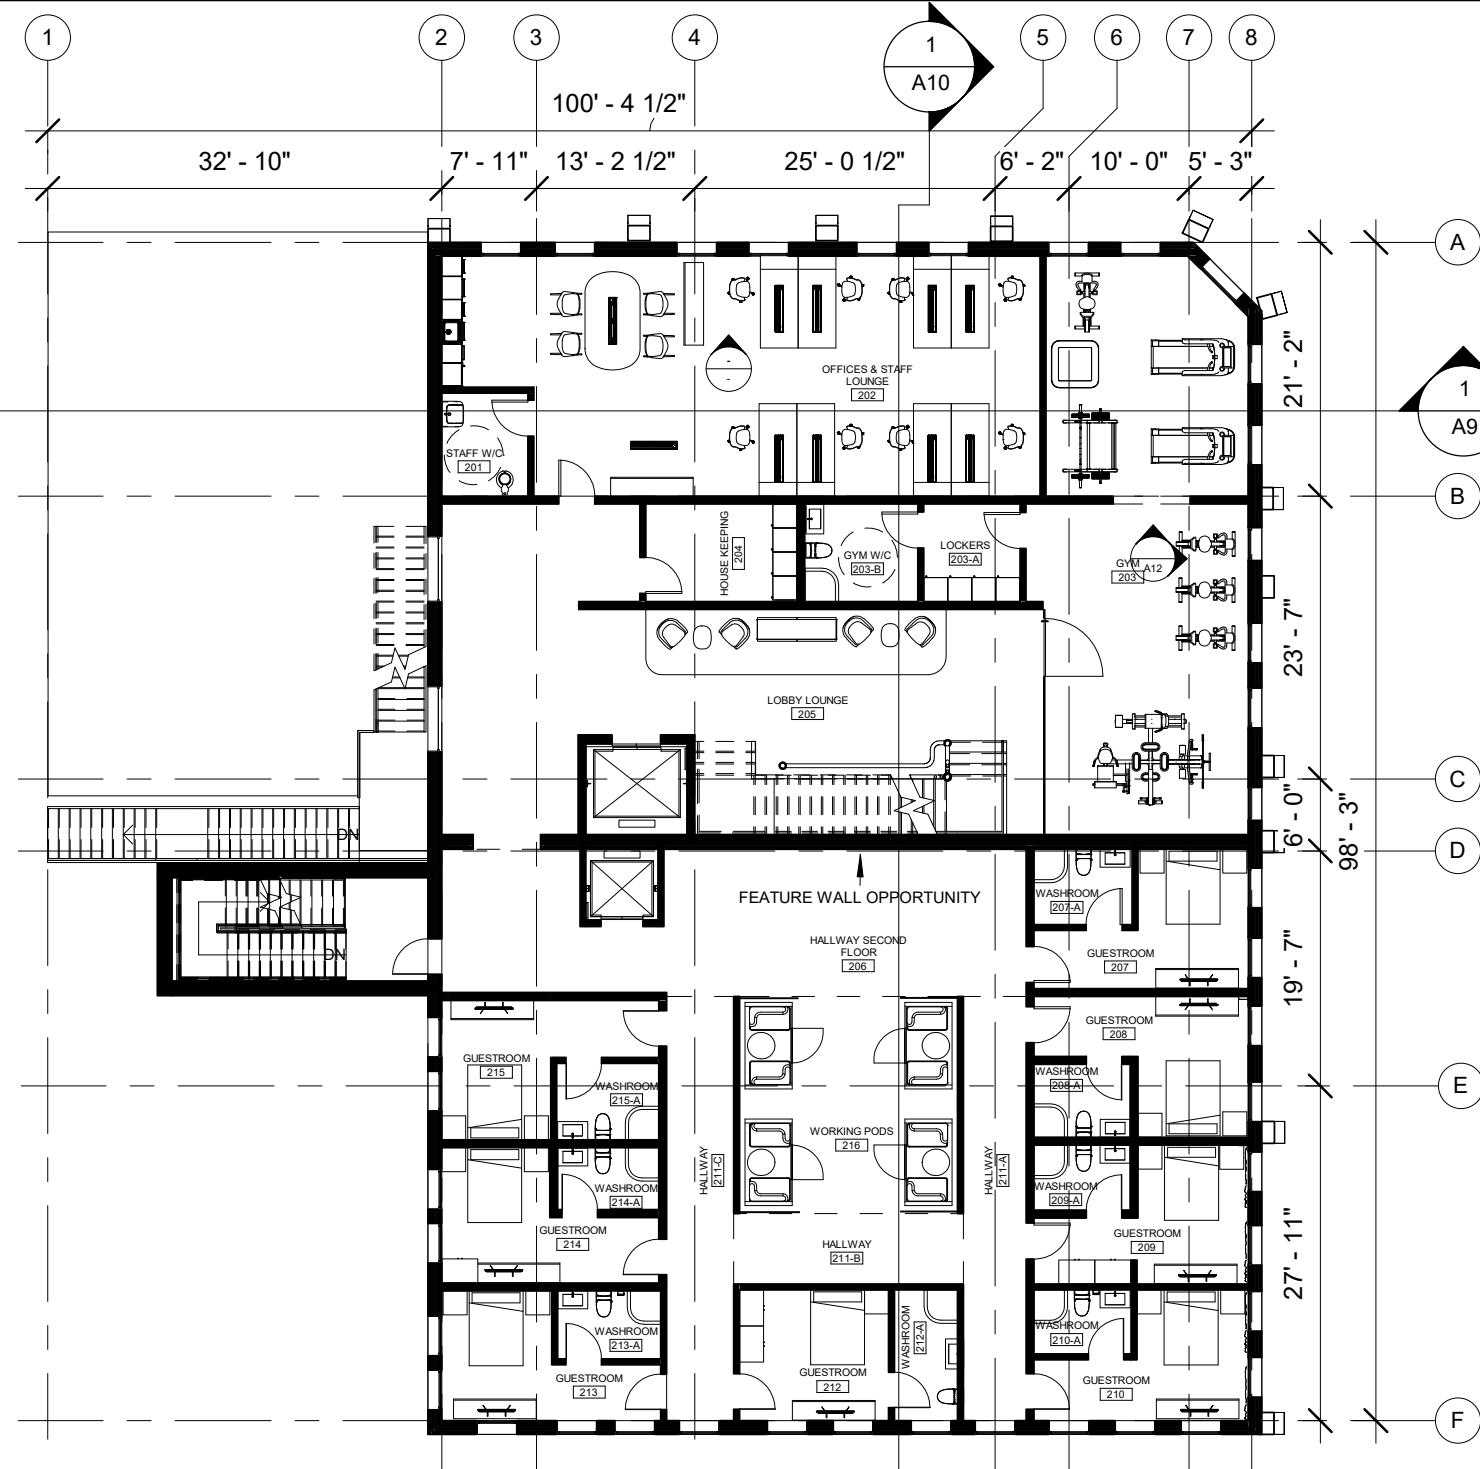 1
2
3
4
1
A10
5
6
7
8
100' - 4 1/2"
32' - 10"
7' - 11"
13' - 2 1/2"
25' - 0 1/2"
6' - 2"
10' - 0"
5' - 3"
A
21' - 2"
1
A9
OFFICES & STAFF
LOUNGE
202
-
-
STAFF W/C
201
B
HOUSE KEEPING
204
GYM W/C
203-B
LOCKERS
203-A
GYM
203
A12
23' - 7"
LOBBY LOUNGE
205
C
6' - 0"
98' - 3"
DN
D
FEATURE WALL OPPORTUNITY
WASHROOM
207-A
HALLWAY SECOND
FLOOR
206
DN
GUESTROOM
207
19' - 7"
GUESTROOM
208
GUESTROOM
215
WASHROOM
215-A
WASHROOM
208-A
E
WORKING PODS
216
HALLWAY
211-C
HALLWAY
211-A
WASHROOM
214-A
WASHROOM
209-A
GUESTROOM
214
HALLWAY
211-B
GUESTROOM
209
27' - 11"
WASHROOM
213-A
WASHROOM
212-A
WASHROOM
210-A
GUESTROOM
213
GUESTROOM
212
GUESTROOM
210
F